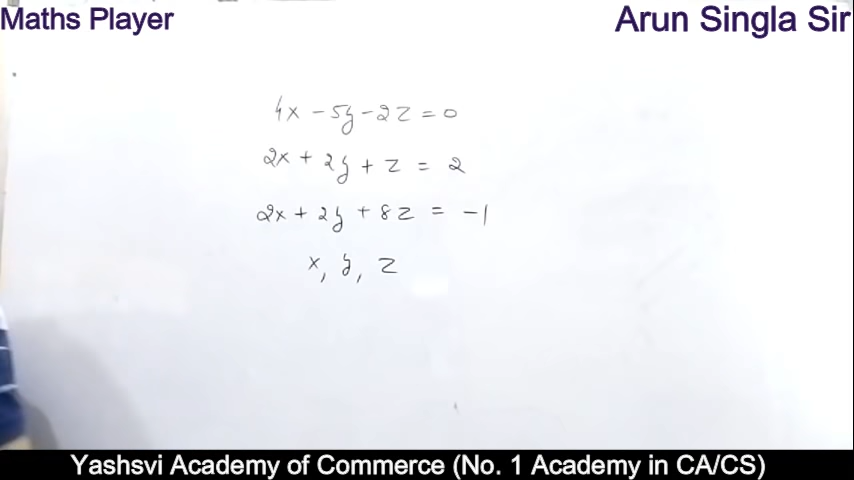 Maths Player
Arun Singla Sir
4x - 5y - 2z = 0
2x + 2y + z = 2
2x + 2y + 8z = -1
x, y, z
Yashsvi Academy of Commerce (No. 1 Academy in CA/CS)